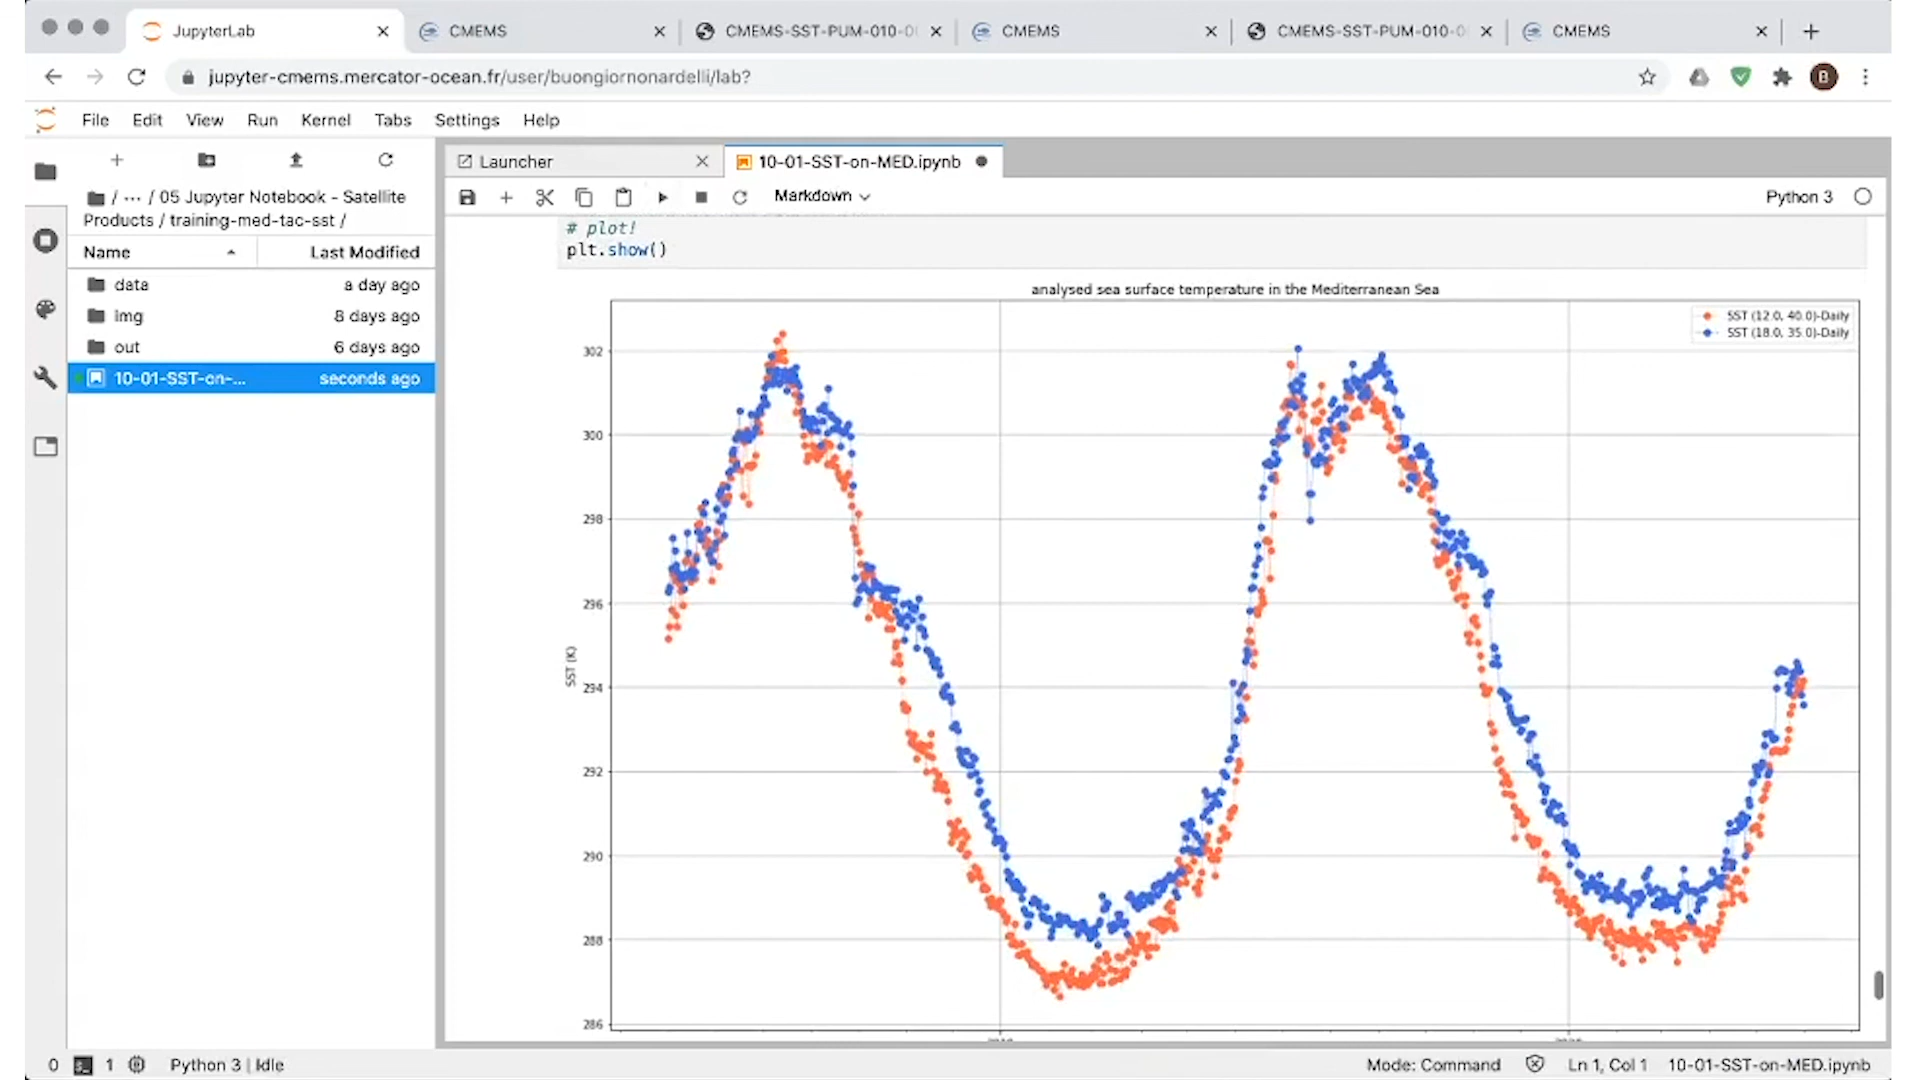 JupyterLab
CMEMS
CMEMS-SST-PUM-010-0
CMEMS
CMEMS-SST-PUM-010-0
CMEMS
jupyter-cmems.mercator-ocean.fr/user/buongiornonardelli/lab?
B
File Edit View Run Kernel Tabs Settings Help
/ ··· / 05 Jupyter Notebook - Satellite
Products / training-med-tac-sst /
Name Last Modified
data a day ago
img 8 days ago
out 6 days ago
10-01-SST-on-... seconds ago
Launcher
10-01-SST-on-MED.ipynb
Markdown
Python 3
# plot!
plt.show()
analysed sea surface temperature in the Mediterranean Sea
SST (12.0, 40.0)-Daily
SST (18.0, 35.0)-Daily
302
300
298
296
294
292
290
288
286
SST (K)
0 1 Python 3 | Idle
Mode: Command Ln 1, Col 1 10-01-SST-on-MED.ipynb